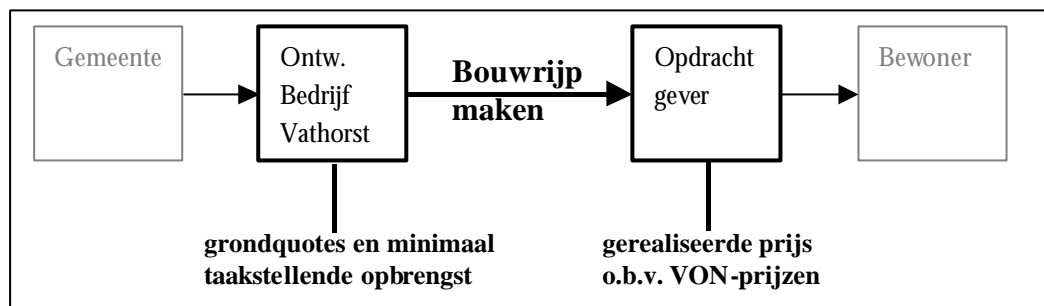 Gemeente
Ontw.
Bedrijf
Vathorst
Bouwrijp
maken
Opdracht
gever
Bewoner
grondquotes en minimaal
taakstellende opbrengst
gerealiseerde prijs
o.b.v. VON-prijzen